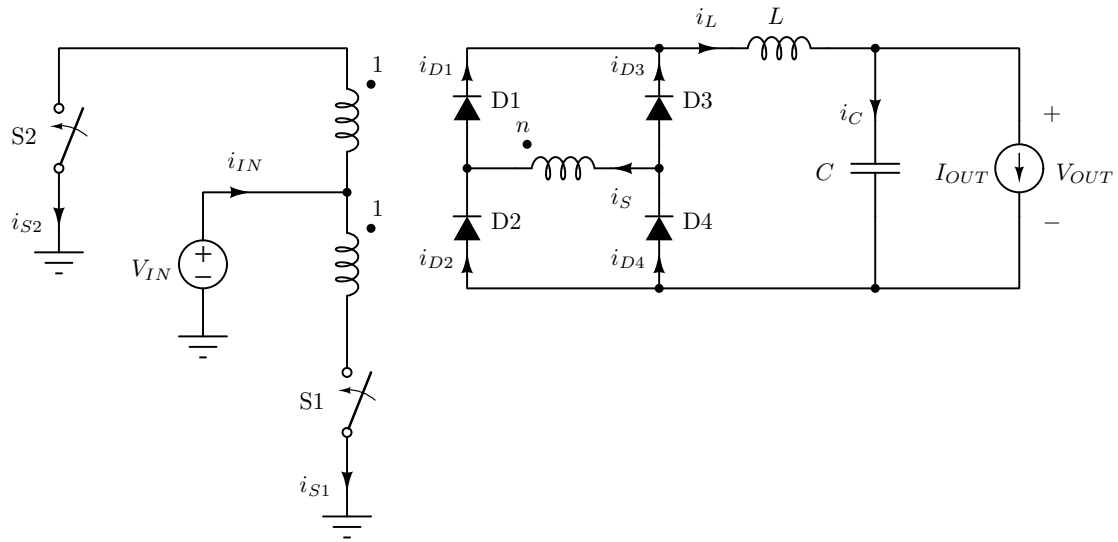 i_L L
1 i_{D1} i_{D3}
D1 D3
S2 n i_C +
i_{IN} C I_{OUT} V_{OUT}
i_S
i_{S2} 1 D2 D4 −
V_{IN} + − i_{D2} i_{D4}
S1
i_{S1}